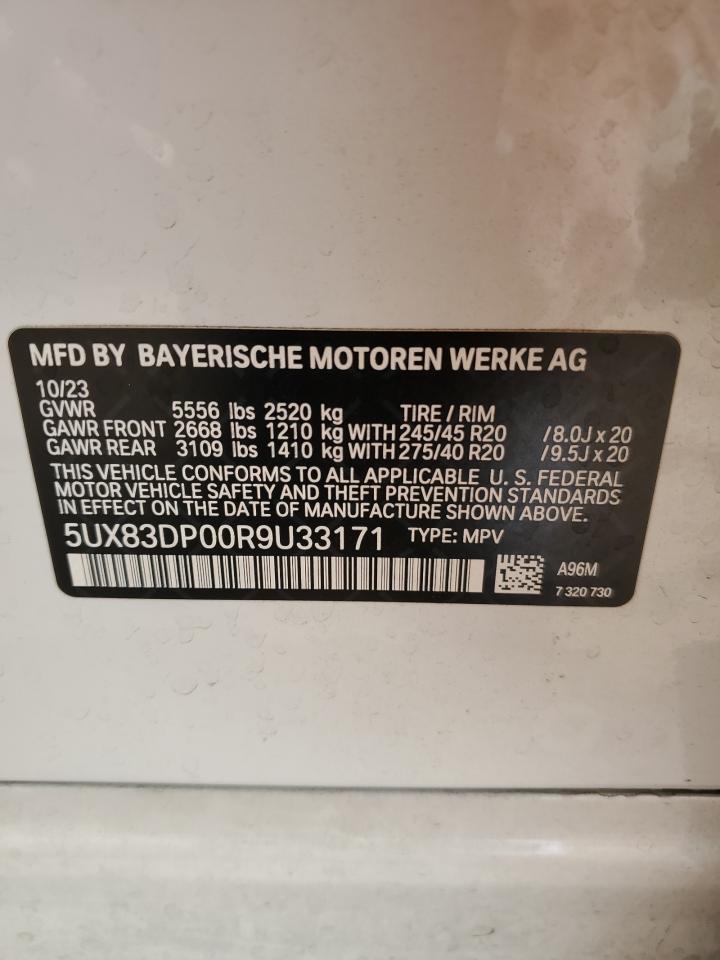 MFD BY BAYERISCHE MOTOREN WERKE AG
10/23
GVWR 5556 lbs 2520 kg TIRE / RIM
GAWR FRONT 2668 lbs 1210 kg WITH 245/45 R20 /8.0J x 20
GAWR REAR 3109 lbs 1410 kg WITH 275/40 R20 /9.5J x 20
THIS VEHICLE CONFORMS TO ALL APPLICABLE U. S. FEDERAL
MOTOR VEHICLE SAFETY AND THEFT PREVENTION STANDARDS
IN EFFECT ON THE DATE OF MANUFACTURE SHOWN ABOVE.
5UX83DP00R9U33171 TYPE: MPV
A96M
7 320 730